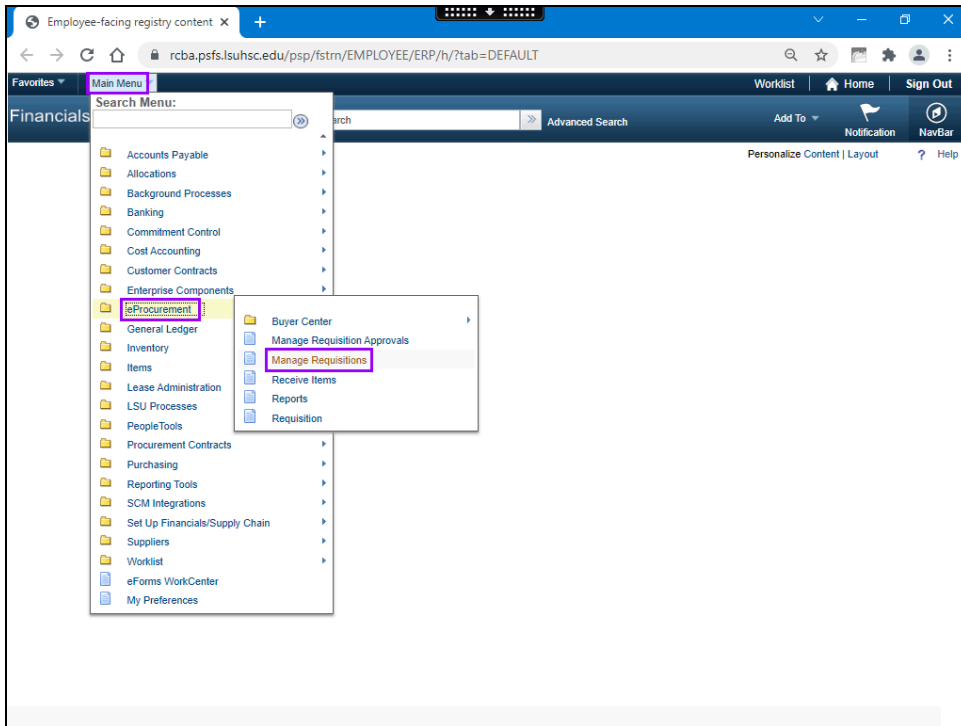 Employee-facing registry content
rcba.psfs.lsuhsc.edu/psp/fstrn/EMPLOYEE/ERP/h/?tab=DEFAULT
Favorites Main Menu Worklist Home Sign Out
Financials Search Menu: arch Advanced Search Add To Notification NavBar
Personalize Content | Layout ? Help
Accounts Payable
Allocations
Background Processes
Banking
Commitment Control
Cost Accounting
Customer Contracts
Enterprise Components
eProcurement
General Ledger
Inventory
Items
Lease Administration
LSU Processes
PeopleTools
Procurement Contracts
Purchasing
Reporting Tools
SCM Integrations
Set Up Financials/Supply Chain
Suppliers
Worklist
eForms WorkCenter
My Preferences
Buyer Center
Manage Requisition Approvals
Manage Requisitions
Receive Items
Reports
Requisition